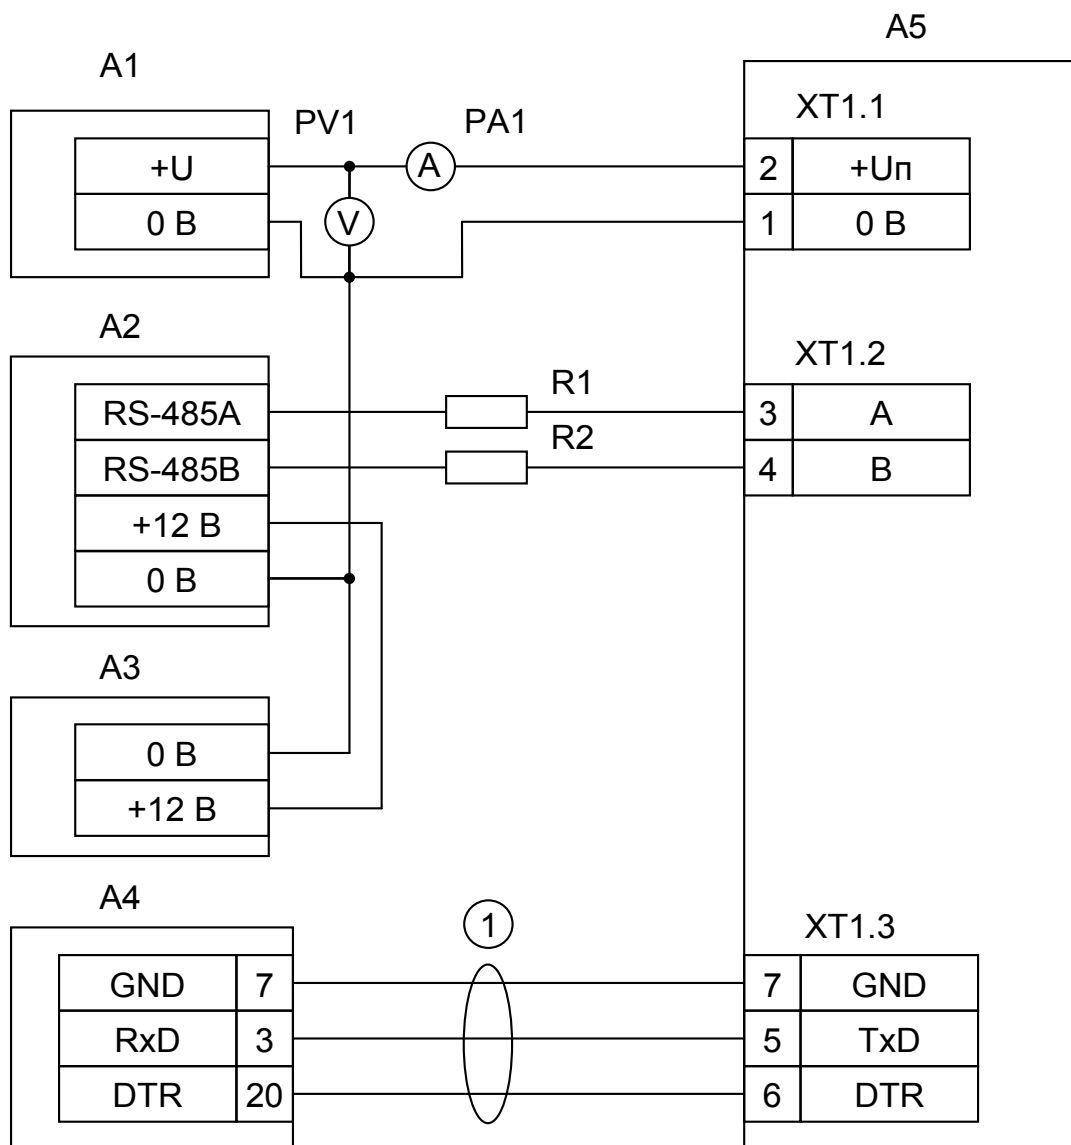 A5
A1
XT1.1
PV1
PA1
+U
A
2
+Uп
0 В
V
1
0 В
A2
XT1.2
R1
RS-485A
3
A
R2
RS-485B
4
B
+12 В
0 В
A3
0 В
+12 В
A4
1
XT1.3
GND
7
7
GND
RxD
3
5
TxD
DTR
20
6
DTR